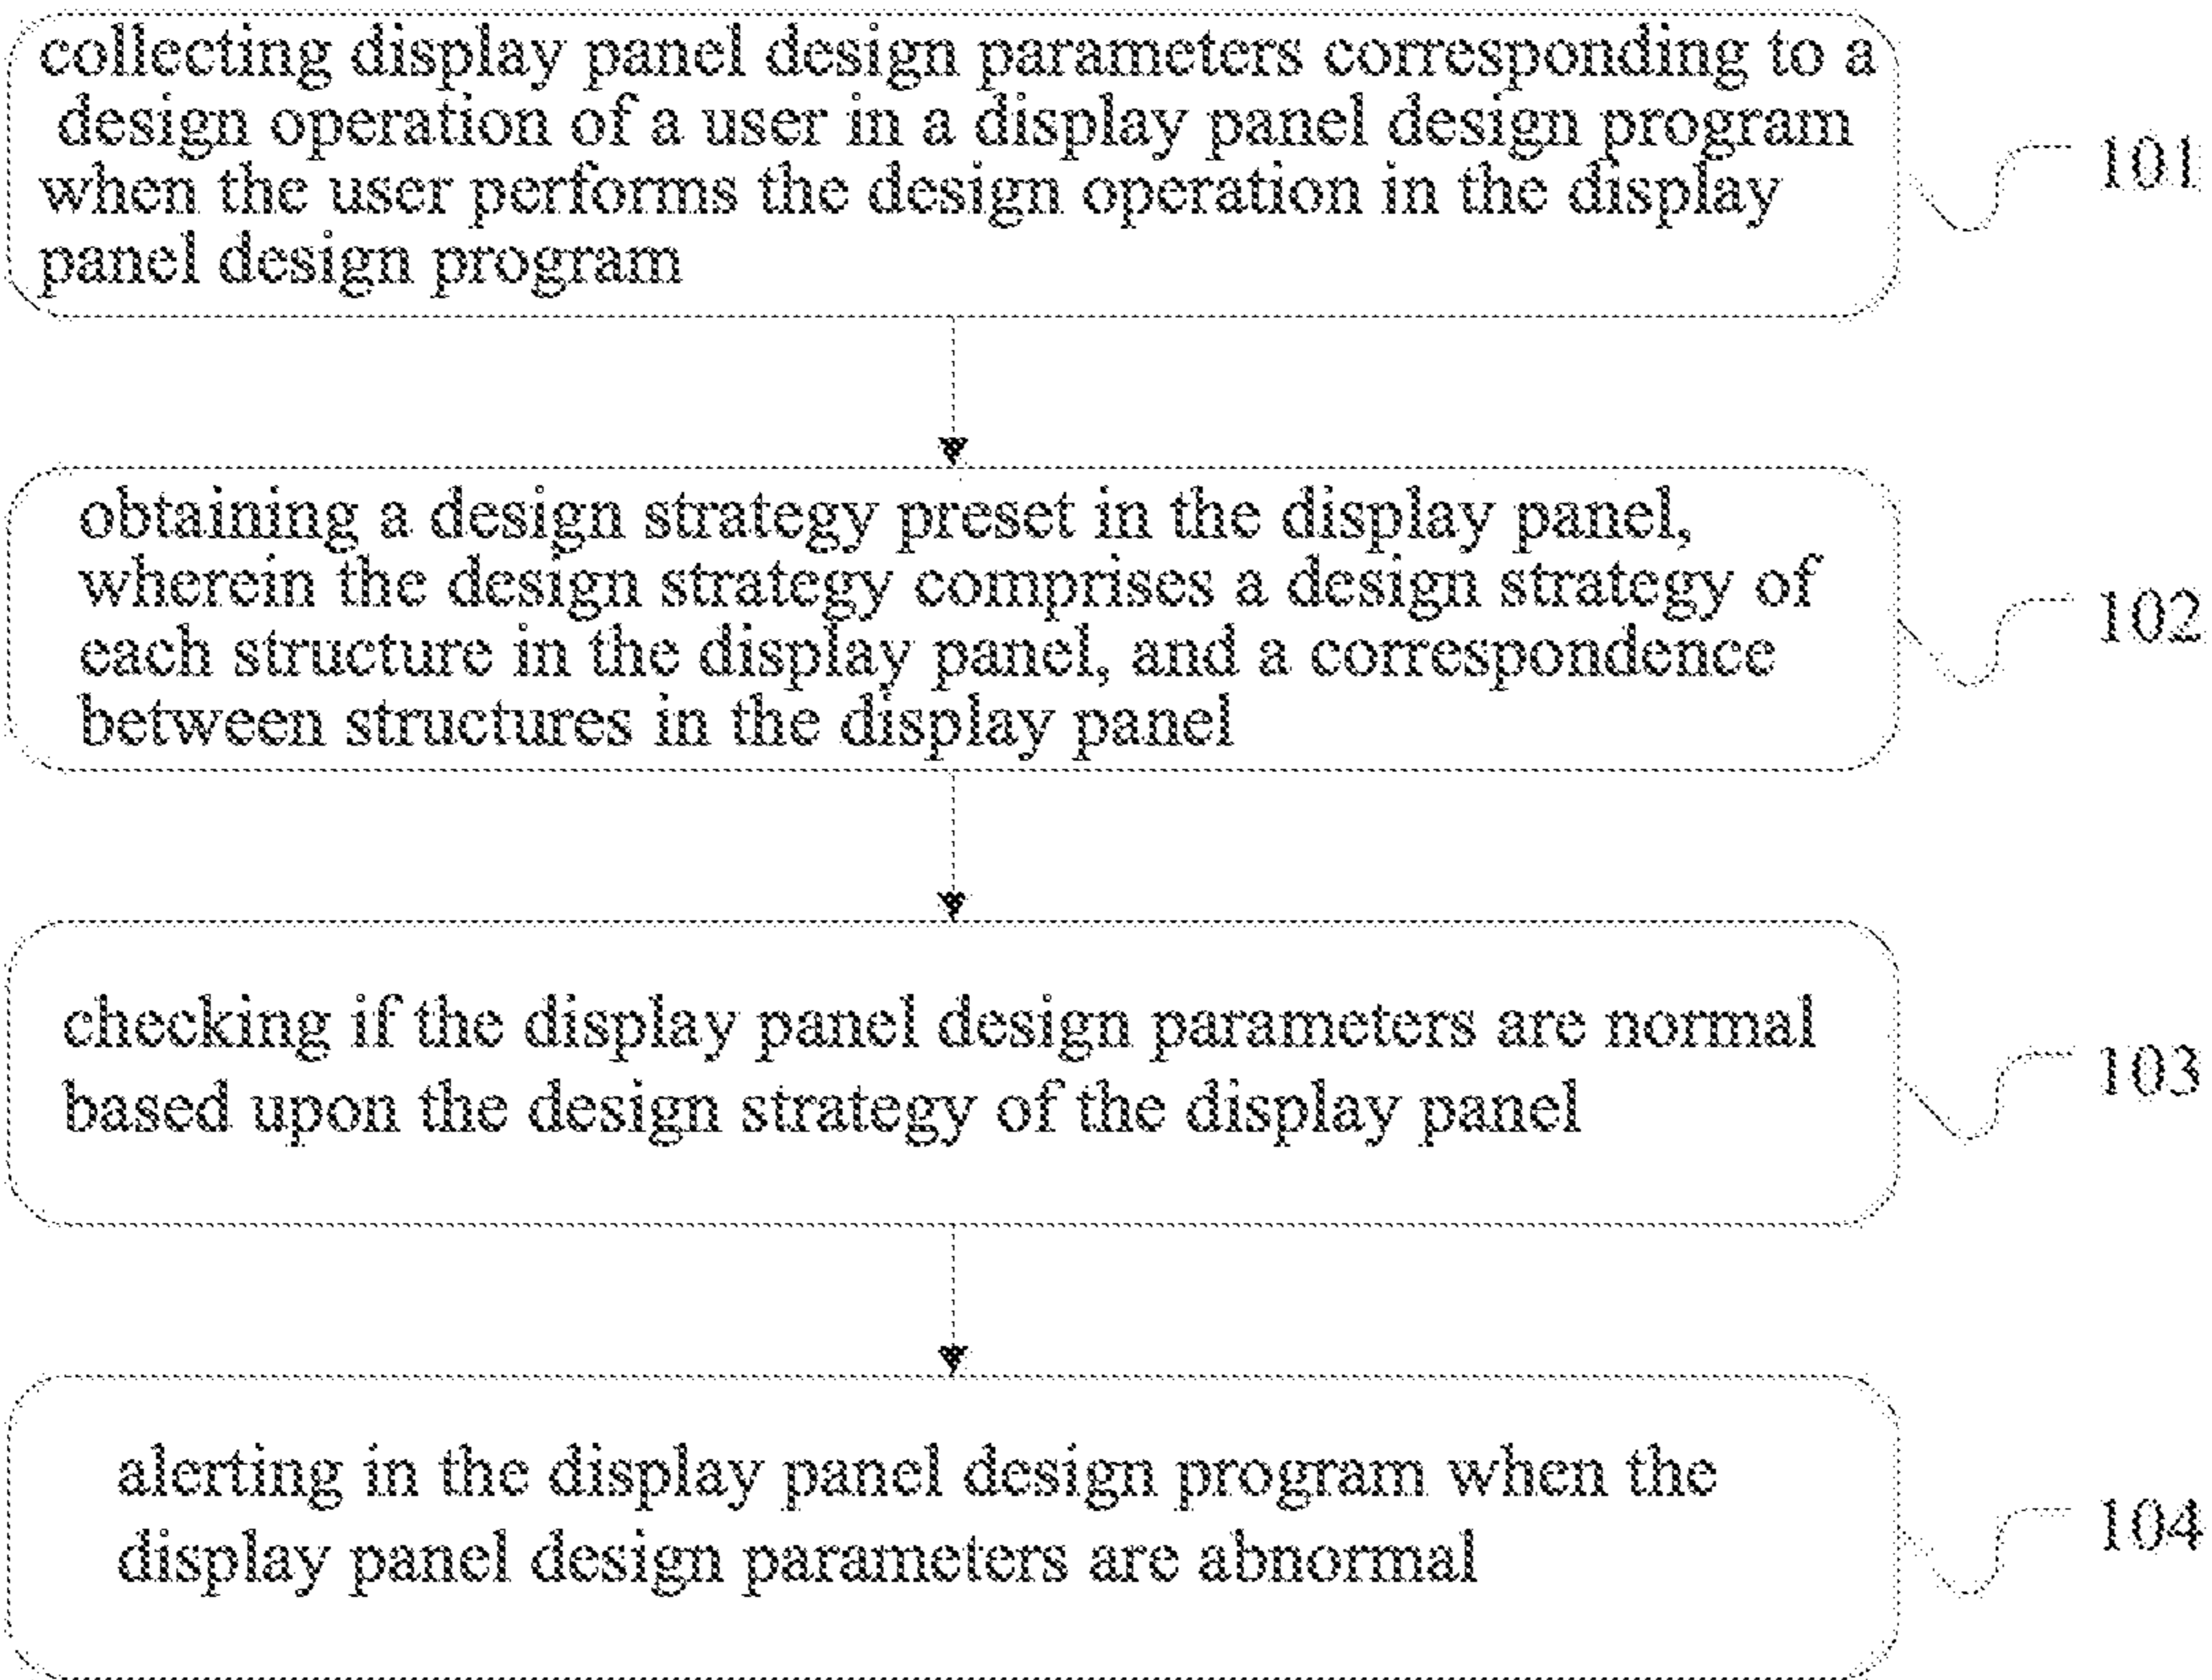 collecting display panel design parameters corresponding to a
design operation of a user in a display panel design program
when the user performs the design operation in the display
panel design program
101
obtaining a design strategy preset in the display panel,
wherein the design strategy comprises a design strategy of
each structure in the display panel, and a correspondence
between structures in the display panel
102
checking if the display panel design parameters are normal
based upon the design strategy of the display panel
103
alerting in the display panel design program when the
display panel design parameters are abnormal
104